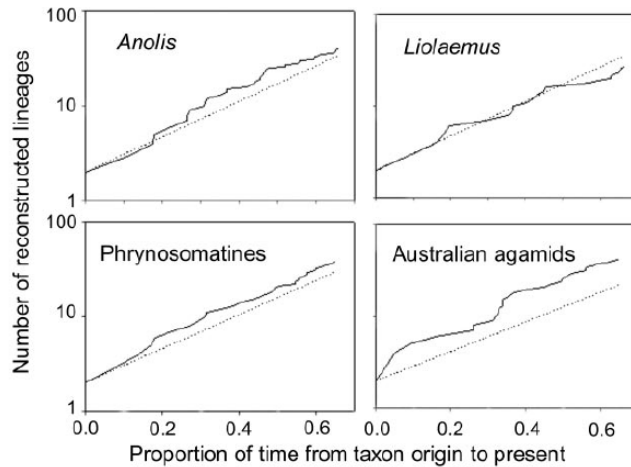 100
Anolis
Liolaemus
10
1
100
Phrynosomatines
Australian agamids
10
1
0.0 0.2 0.4 0.6 0.0 0.2 0.4 0.6
Number of reconstructed lineages
Proportion of time from taxon origin to present